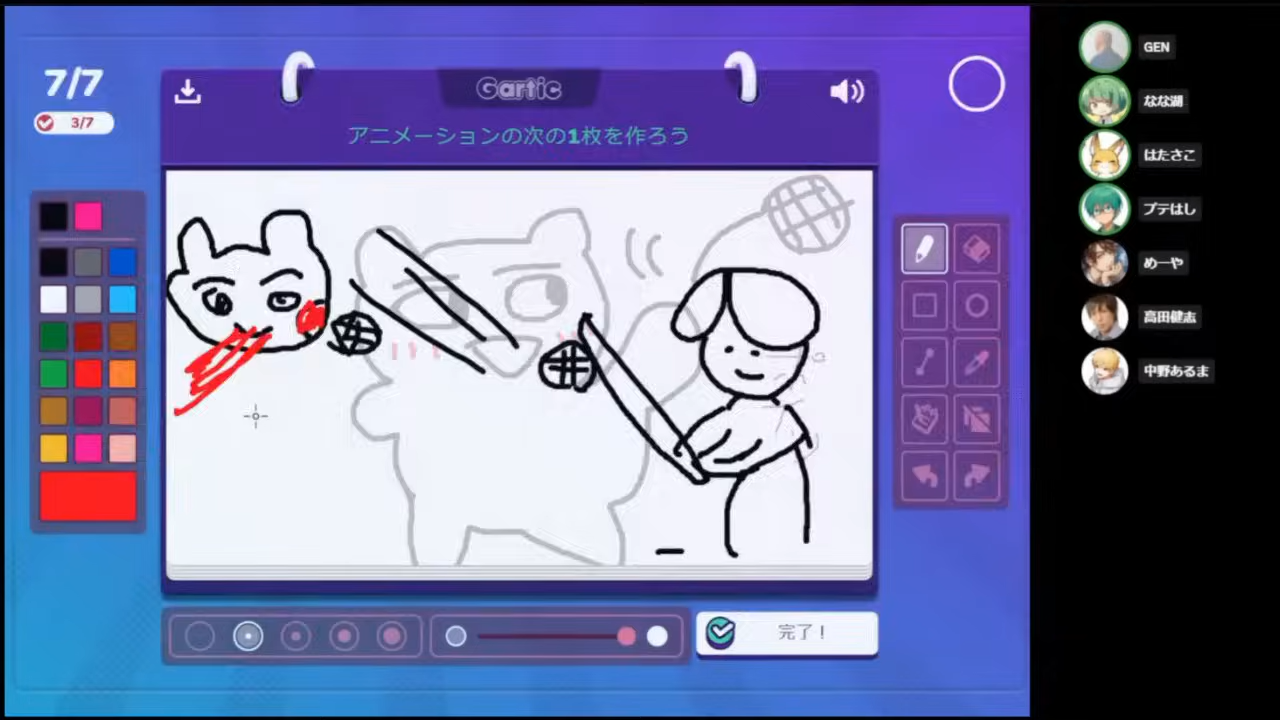 7/7
3/7
Gartic
アニメーションの次の1枚を作ろう
完了！
GEN
なな湖
はたさこ
プテはし
めーや
高田健志
中野あるま